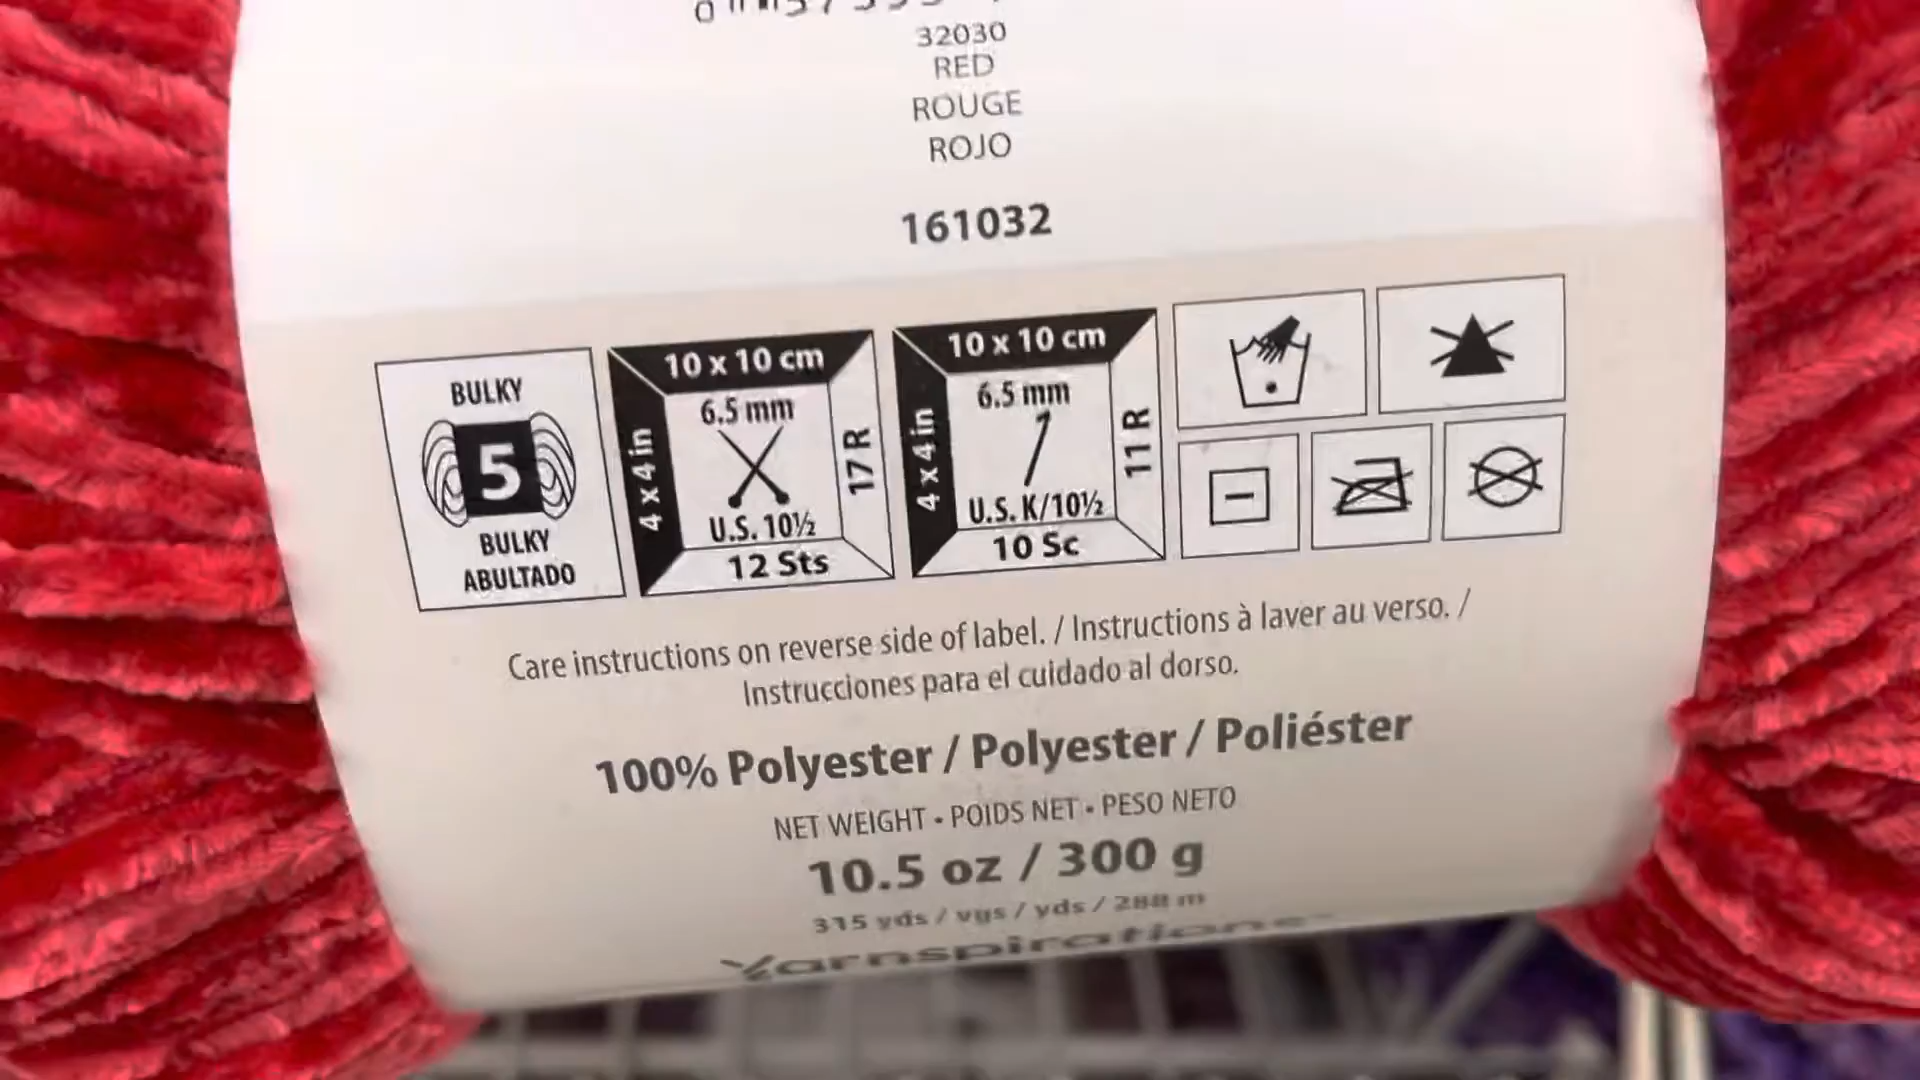 32030
RED
ROUGE
ROJO
161032
BULKY
5
BULKY
ABULTADO
10 x 10 cm
4 x 4 in
6.5 mm
U.S. 10½
17 R
12 Sts
10 x 10 cm
4 x 4 in
6.5 mm
U.S. K/10½
11 R
10 Sc
Care instructions on reverse side of label. / Instructions à laver au verso. /
Instrucciones para el cuidado al dorso.
100% Polyester / Polyester / Poliéster
NET WEIGHT • POIDS NET • PESO NETO
10.5 oz / 300 g
315 yds / vgs / yds / 288 m
Yarnspirations